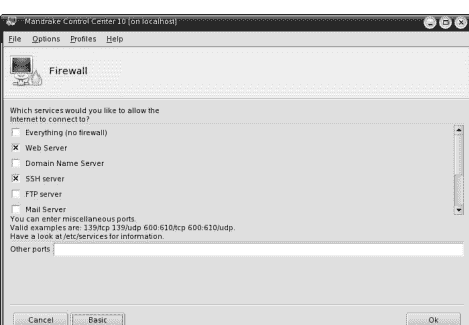 Mandrake Control Center 10 [on localhost]
File Options Profiles Help
Firewall
Which services would you like to allow the
Internet to connect to?
Everything (no firewall)
Web Server
Domain Name Server
SSH server
FTP server
Mail Server
You can enter miscellaneous ports.
Valid examples are: 139/tcp 139/udp 600:610/tcp 600:610/udp.
Have a look at /etc/services for information.
Other ports
Cancel Basic Ok